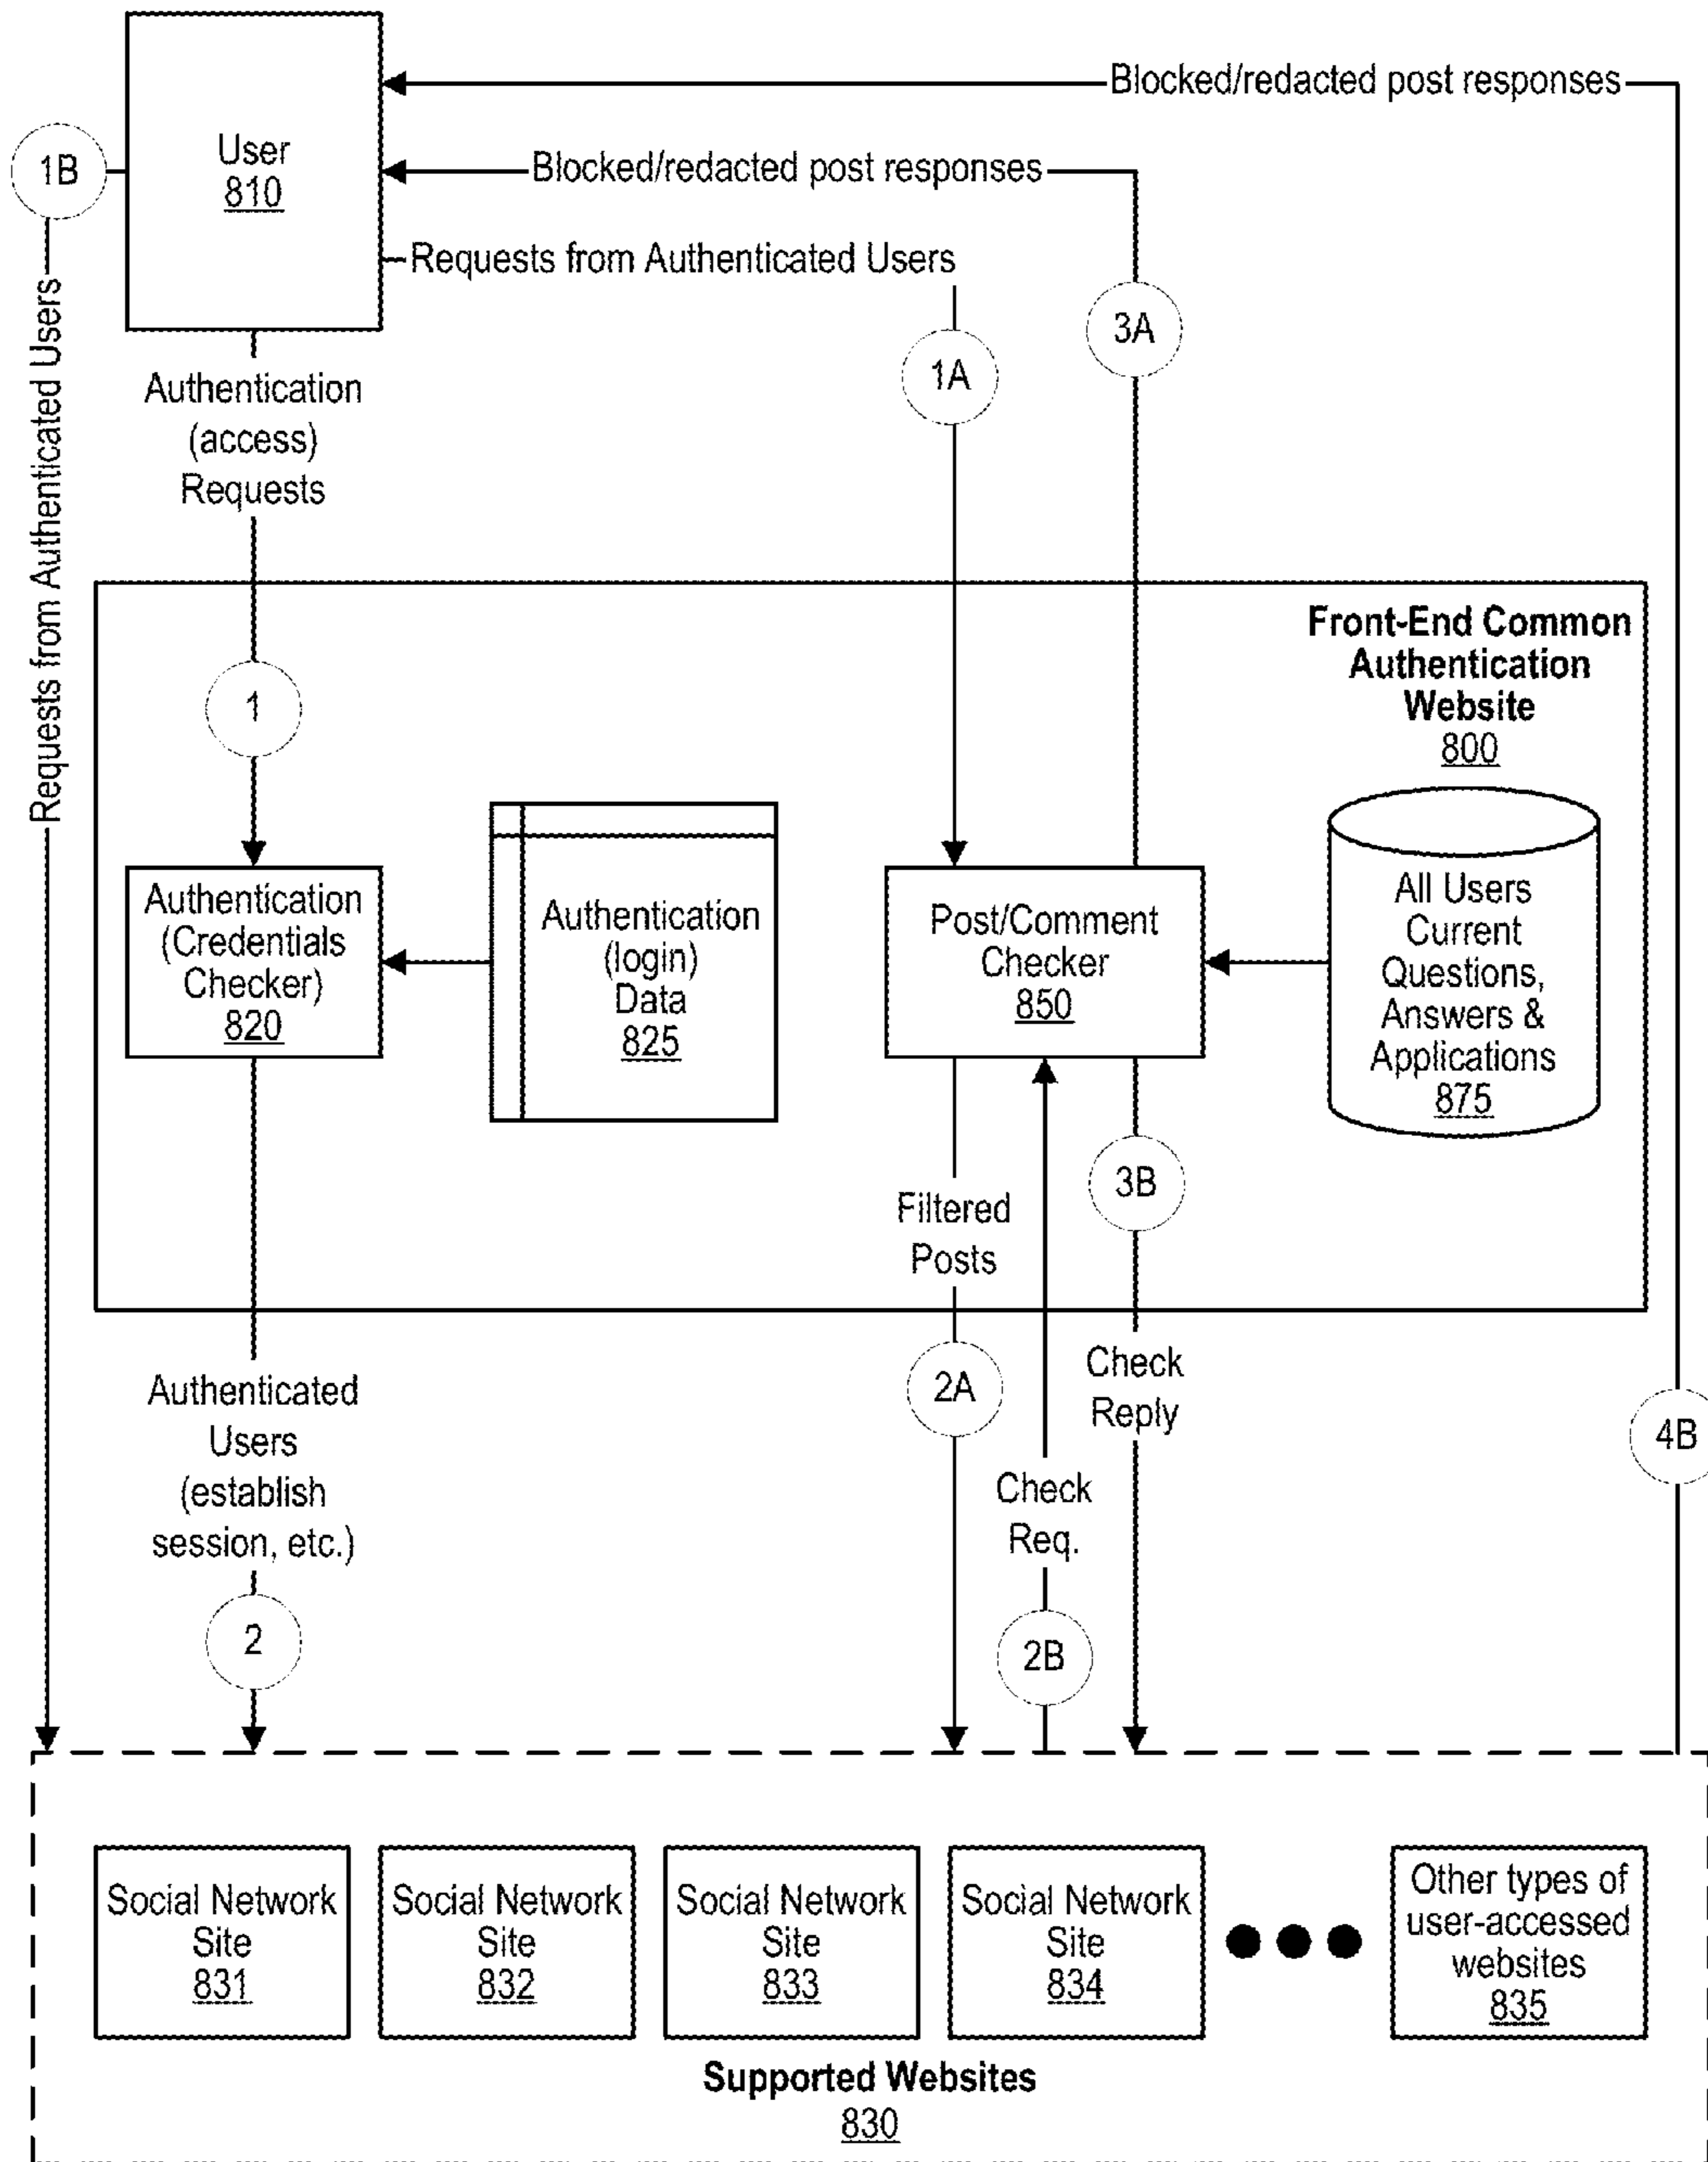 Blocked/redacted post responses
1B
User
810
Blocked/redacted post responses
Requests from Authenticated Users
3A
1A
Requests from Authenticated Users
Authentication
(access)
Requests
Front-End Common
Authentication
Website
800
1
Authentication
(Credentials
Checker)
820
Authentication
(login)
Data
825
Post/Comment
Checker
850
All Users
Current
Questions,
Answers &
Applications
875
3B
Filtered
Posts
Authenticated
Users
(establish
session, etc.)
2A
Check
Reply
4B
Check
Req.
2
2B
Social Network
Site
831
Social Network
Site
832
Social Network
Site
833
Social Network
Site
834
Other types of
user-accessed
websites
835
Supported Websites
830